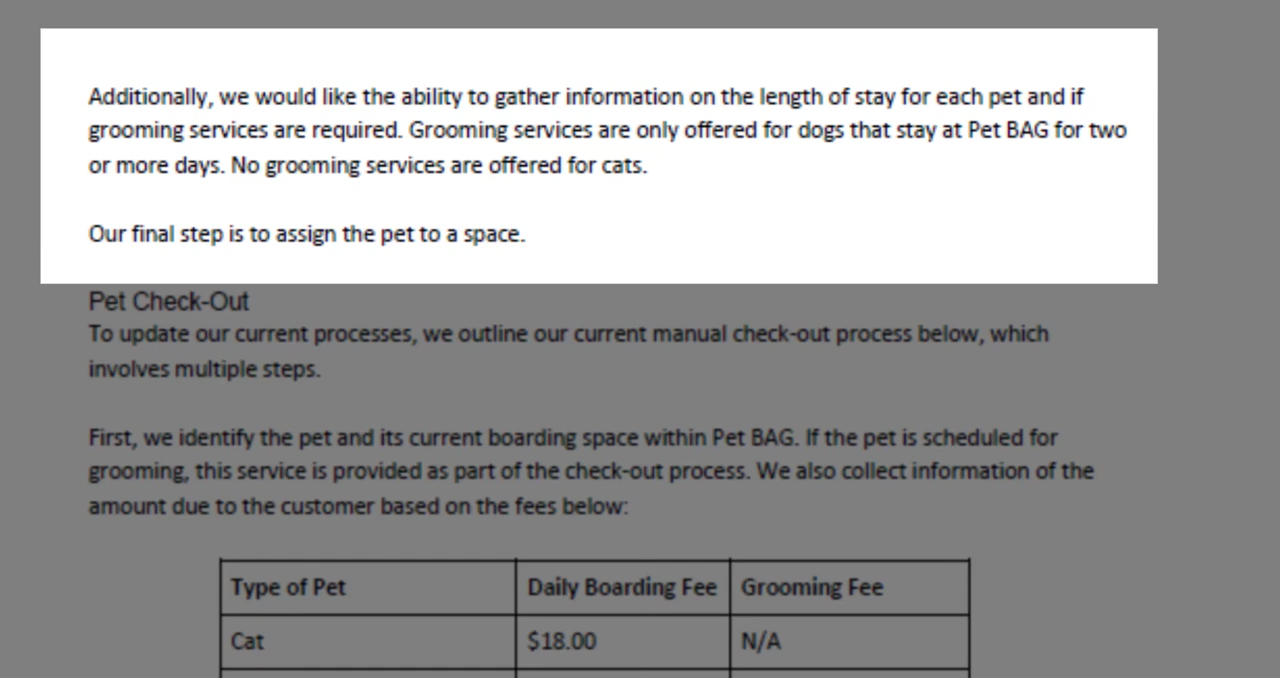 Additionally, we would like the ability to gather information on the length of stay for each pet and if
grooming services are required. Grooming services are only offered for dogs that stay at Pet BAG for two
or more days. No grooming services are offered for cats.
Our final step is to assign the pet to a space.
Pet Check-Out
To update our current processes, we outline our current manual check-out process below, which
involves multiple steps.
First, we identify the pet and its current boarding space within Pet BAG. If the pet is scheduled for
grooming, this service is provided as part of the check-out process. We also collect information of the
amount due to the customer based on the fees below:
Type of Pet Daily Boarding Fee Grooming Fee
Cat $18.00 N/A